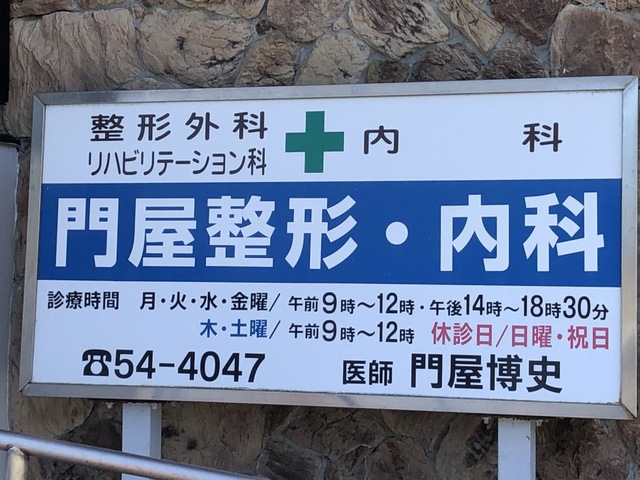 整形外科 内科
リハビリテーション科
門屋整形・内科
診療時間 月・火・水・金曜/午前9時～12時・午後14時～18時30分
木・土曜/午前9時～12時 休診日/日曜・祝日
☎54-4047 医師 門屋博史